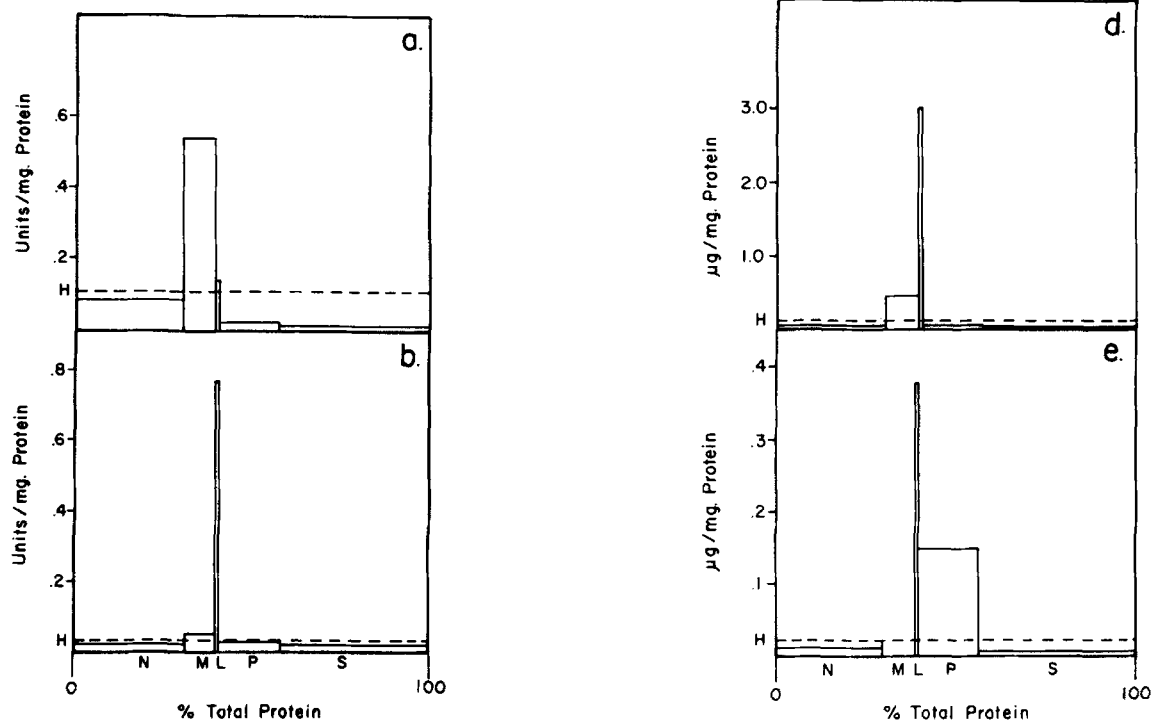 a.
Units/mg. Protein
.6
.4
.2
H
b.
Units/mg. Protein
.8
.6
.4
.2
H
N M L P S
0 100
% Total Protein
d.
µg/mg. Protein
3.0
2.0
1.0
H
e.
µg/mg. Protein
.4
.3
.2
.1
H
N M L P S
0 100
% Total Protein